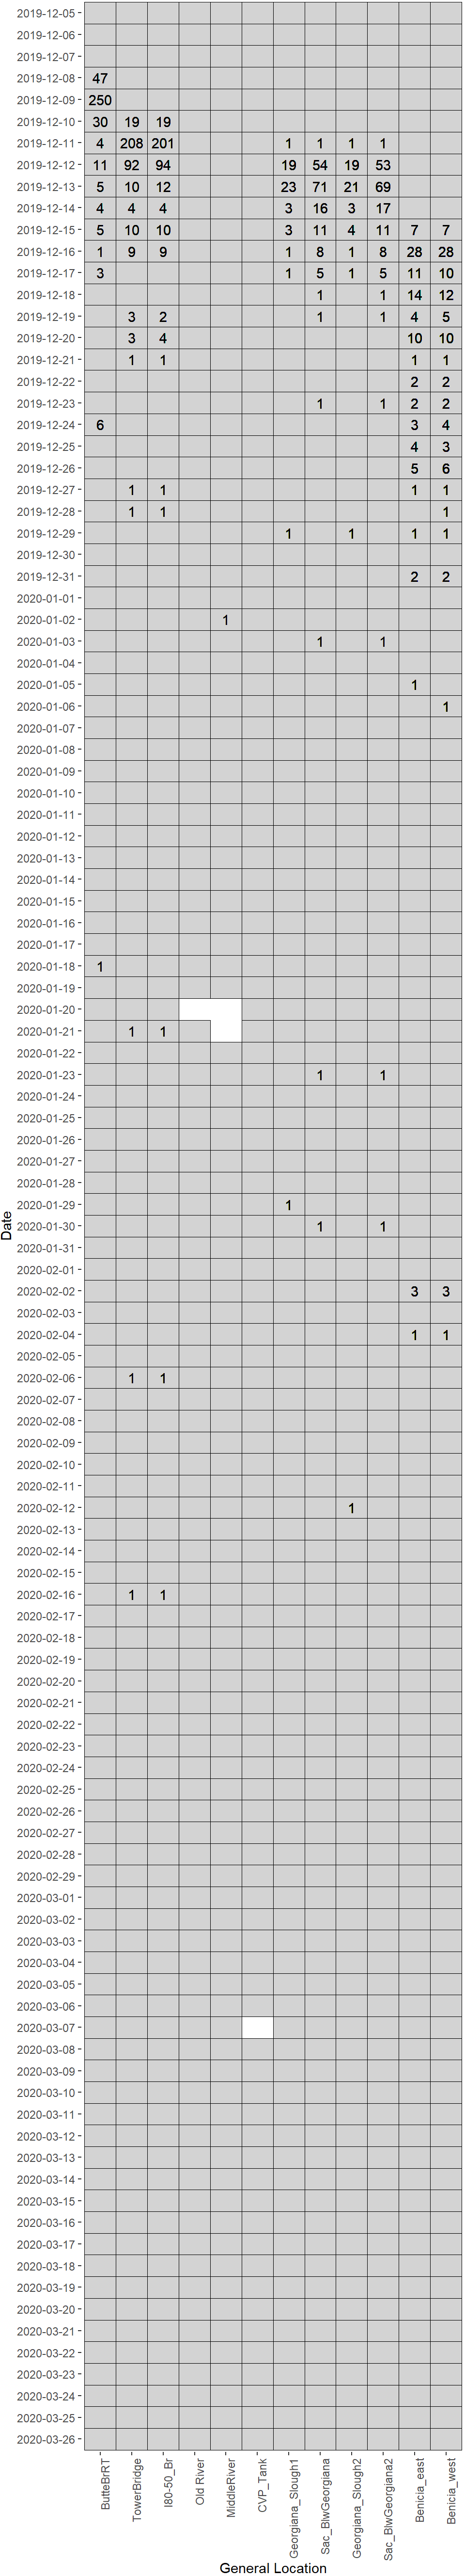 2019-12-05
2019-12-06
2019-12-07
2019-12-08 47
2019-12-09 250
2019-12-10 30 19 19
2019-12-11 4 208 201 1 1 1 1
2019-12-12 11 92 94 19 54 19 53
2019-12-13 5 10 12 23 71 21 69
2019-12-14 4 4 4 3 16 3 17
2019-12-15 5 10 10 3 11 4 11 7 7
2019-12-16 1 9 9 1 8 1 8 28 28
2019-12-17 3 1 5 1 5 11 10
2019-12-18 1 1 14 12
2019-12-19 3 2 1 1 4 5
2019-12-20 3 4 10 10
2019-12-21 1 1 1 1
2019-12-22 2 2
2019-12-23 1 1 2 2
2019-12-24 6 3 4
2019-12-25 4 3
2019-12-26 5 6
2019-12-27 1 1 1 1
2019-12-28 1 1 1
2019-12-29 1 1 1 1
2019-12-30
2019-12-31 2 2
2020-01-01
2020-01-02 1
2020-01-03 1 1
2020-01-04
2020-01-05 1
2020-01-06 1
2020-01-07
2020-01-08
2020-01-09
2020-01-10
2020-01-11
2020-01-12
2020-01-13
2020-01-14
2020-01-15
2020-01-16
2020-01-17
2020-01-18 1
2020-01-19
2020-01-20
2020-01-21 1 1
2020-01-22
2020-01-23 1 1
2020-01-24
2020-01-25
2020-01-26
2020-01-27
2020-01-28
2020-01-29 1
2020-01-30 1 1
2020-01-31
2020-02-01
2020-02-02 3 3
2020-02-03
2020-02-04 1 1
2020-02-05
2020-02-06 1 1
2020-02-07
2020-02-08
2020-02-09
2020-02-10
2020-02-11
2020-02-12 1
2020-02-13
2020-02-14
2020-02-15
2020-02-16 1 1
2020-02-17
2020-02-18
2020-02-19
2020-02-20
2020-02-21
2020-02-22
2020-02-23
2020-02-24
2020-02-25
2020-02-26
2020-02-27
2020-02-28
2020-02-29
2020-03-01
2020-03-02
2020-03-03
2020-03-04
2020-03-05
2020-03-06
2020-03-07
2020-03-08
2020-03-09
2020-03-10
2020-03-11
2020-03-12
2020-03-13
2020-03-14
2020-03-15
2020-03-16
2020-03-17
2020-03-18
2020-03-19
2020-03-20
2020-03-21
2020-03-22
2020-03-23
2020-03-24
2020-03-25
2020-03-26
Date
ButteBrRT
TowerBridge
I80-50_Br
Old River
MiddleRiver
CVP_Tank
Georgiana_Slough1
Sac_BlwGeorgiana
Georgiana_Slough2
Sac_BlwGeorgiana2
Benicia_east
Benicia_west
General Location